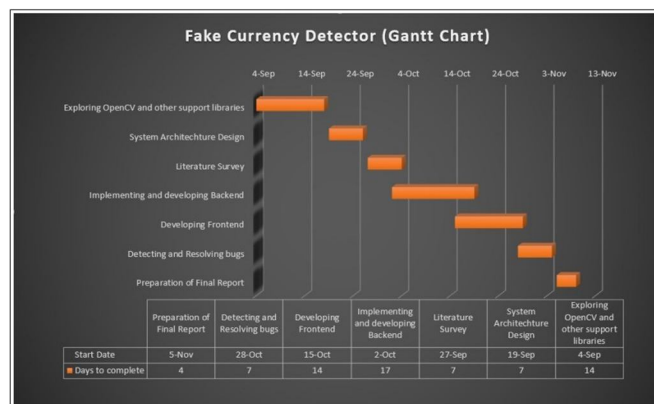 Fake Currency Detector (Gantt Chart)
4-Sep 14-Sep 24-Sep 4-Oct 14-Oct 24-Oct 3-Nov 13-Nov
Exploring OpenCV and other support libraries
System Architechture Design
Literature Survey
Implementing and developing Backend
Developing Frontend
Detecting and Resolving bugs
Preparation of Final Report
Preparation of Final Report
Detecting and Resolving bugs
Developing Frontend
Implementing and developing Backend
Literature Survey
System Architechture Design
Exploring OpenCV and other support libraries
Start Date 5-Nov 28-Oct 15-Oct 2-Oct 27-Sep 19-Sep 4-Sep
Days to complete 4 7 14 17 7 7 14